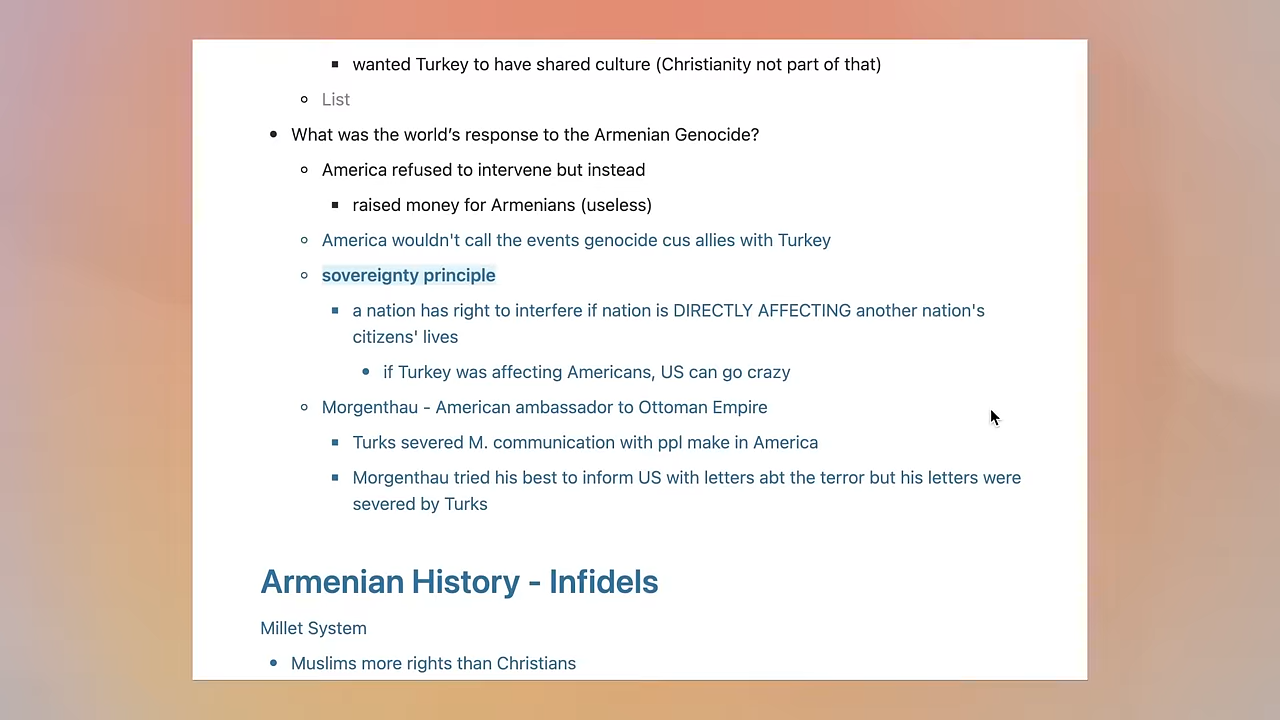 wanted Turkey to have shared culture (Christianity not part of that)
List
What was the world’s response to the Armenian Genocide?
America refused to intervene but instead
raised money for Armenians (useless)
America wouldn't call the events genocide cus allies with Turkey
sovereignty principle
a nation has right to interfere if nation is DIRECTLY AFFECTING another nation's
citizens' lives
if Turkey was affecting Americans, US can go crazy
Morgenthau - American ambassador to Ottoman Empire
Turks severed M. communication with ppl make in America
Morgenthau tried his best to inform US with letters abt the terror but his letters were
severed by Turks
Armenian History - Infidels
Millet System
Muslims more rights than Christians